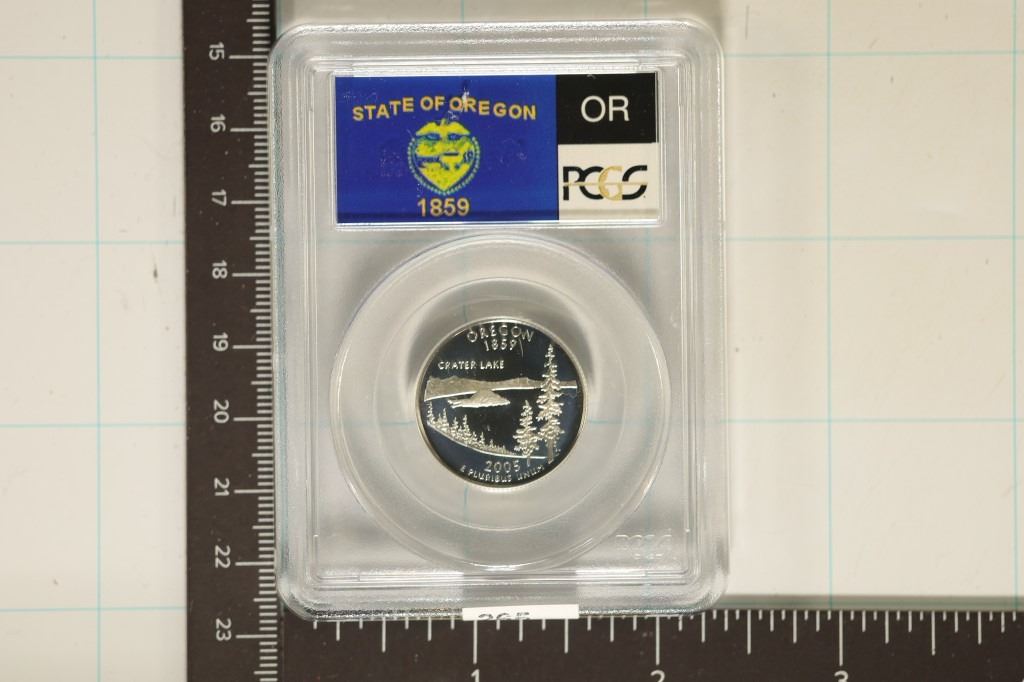 STATE OF OREGON
1859
OR
PCGS
OREGON
1859
CRATER LAKE
2005
E PLURIBUS UNUM
PCGS
15
16
17
18
19
20
21
22
23
1
2
3